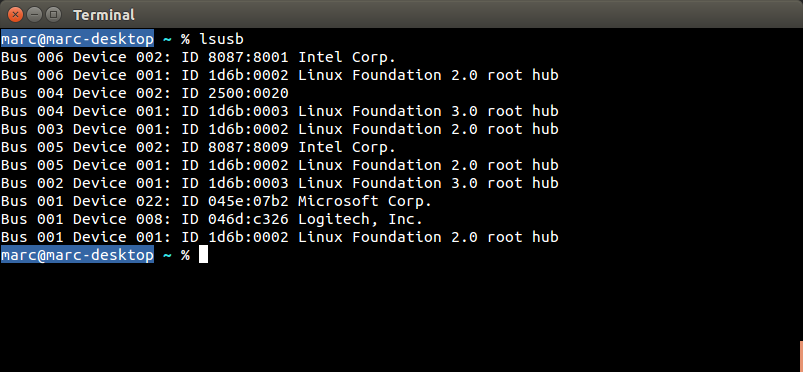 Terminal
marc@marc-desktop ~ % lsusb
Bus 006 Device 002: ID 8087:8001 Intel Corp.
Bus 006 Device 001: ID 1d6b:0002 Linux Foundation 2.0 root hub
Bus 004 Device 002: ID 2500:0020
Bus 004 Device 001: ID 1d6b:0003 Linux Foundation 3.0 root hub
Bus 003 Device 001: ID 1d6b:0002 Linux Foundation 2.0 root hub
Bus 005 Device 002: ID 8087:8009 Intel Corp.
Bus 005 Device 001: ID 1d6b:0002 Linux Foundation 2.0 root hub
Bus 002 Device 001: ID 1d6b:0003 Linux Foundation 3.0 root hub
Bus 001 Device 022: ID 045e:07b2 Microsoft Corp.
Bus 001 Device 008: ID 046d:c326 Logitech, Inc.
Bus 001 Device 001: ID 1d6b:0002 Linux Foundation 2.0 root hub
marc@marc-desktop ~ %